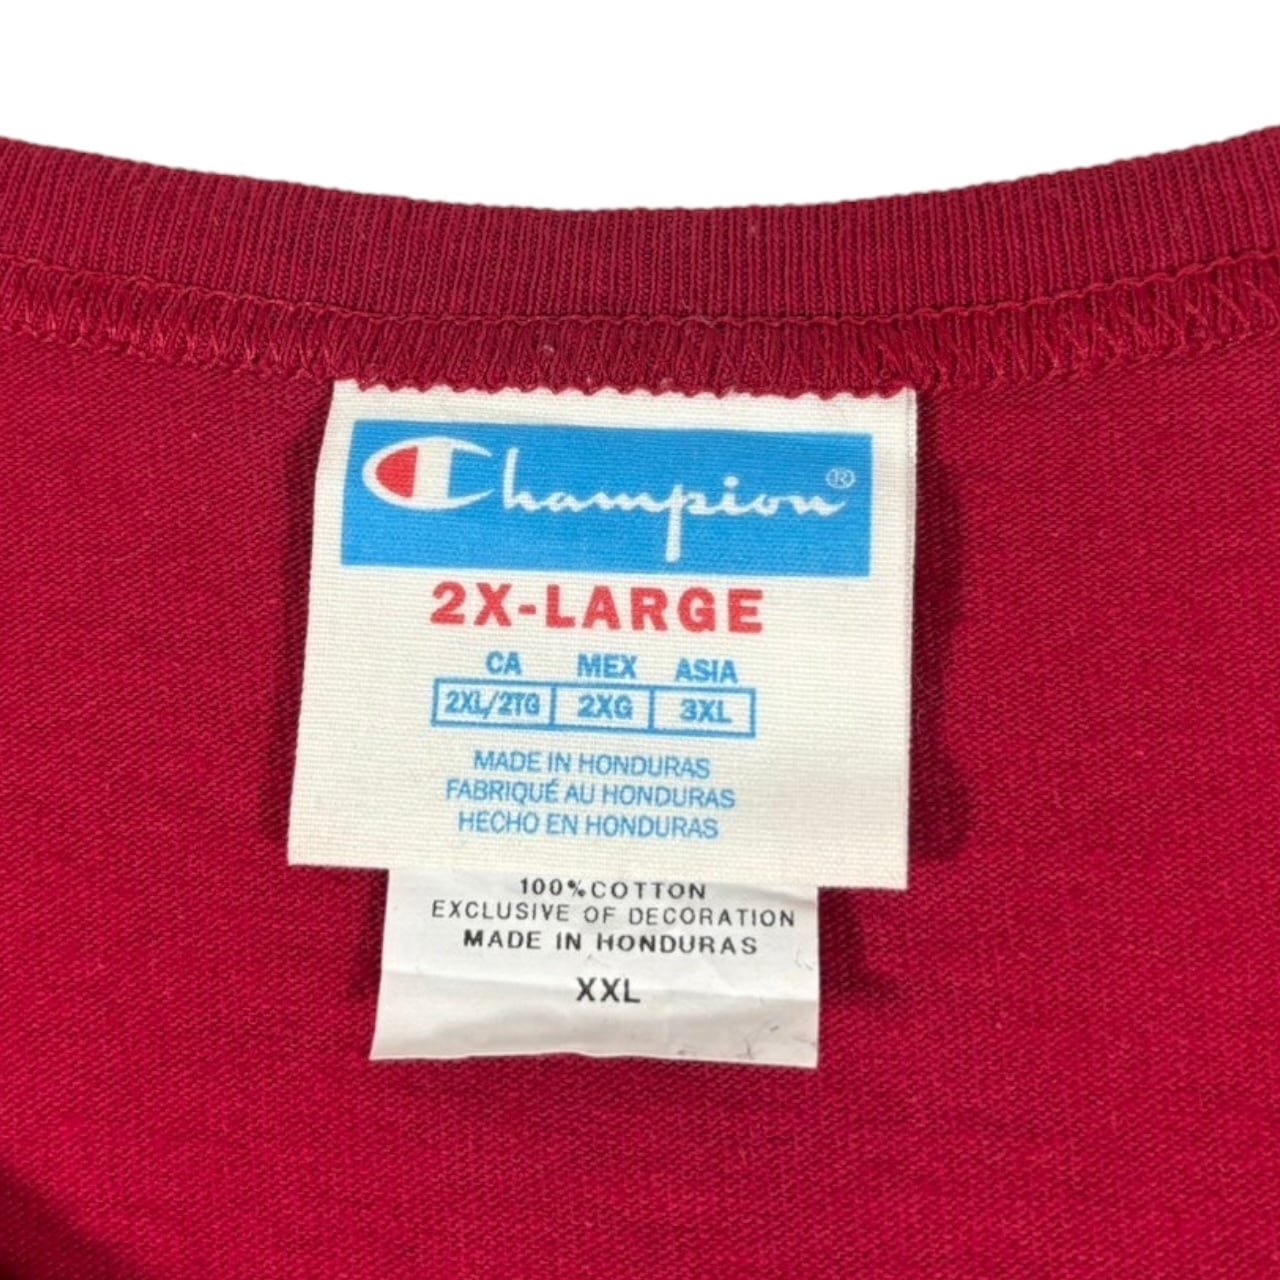 Champion®
2X-LARGE
CA MEX ASIA
2XL/2TG 2XG 3XL
MADE IN HONDURAS
FABRIQUÉ AU HONDURAS
HECHO EN HONDURAS
100%COTTON
EXCLUSIVE OF DECORATION
MADE IN HONDURAS
XXL